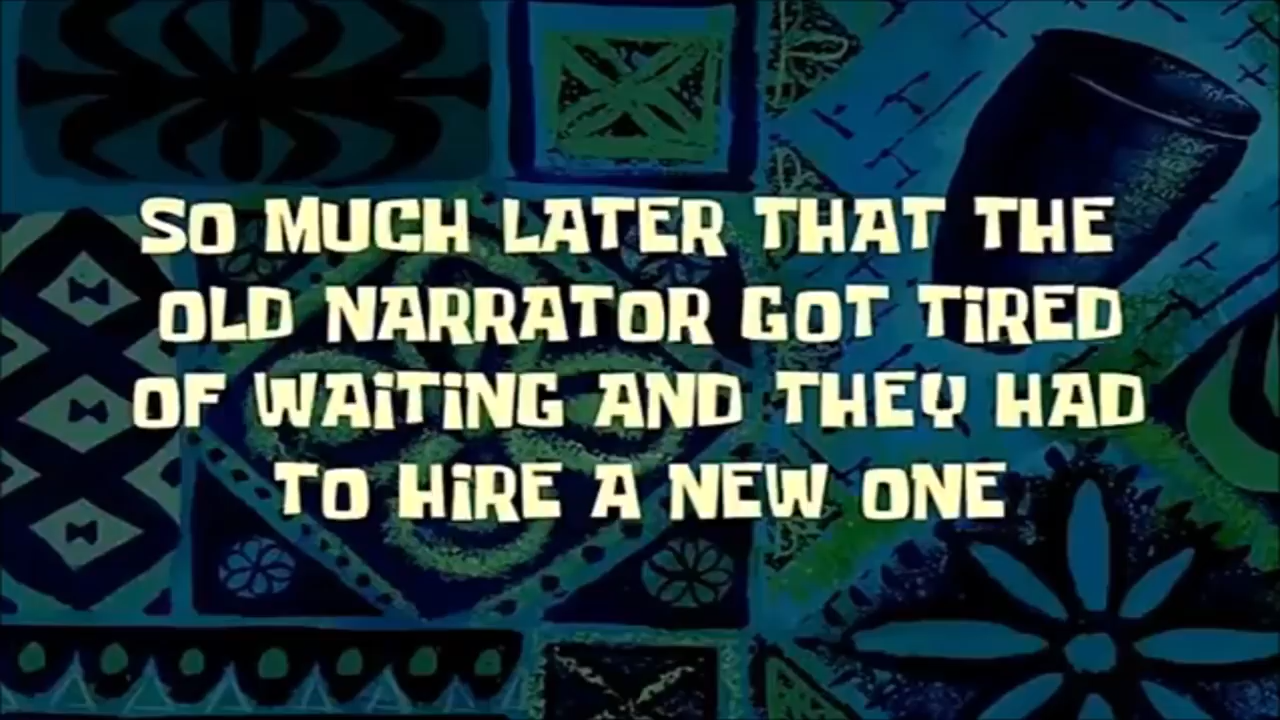 SO MUCH LATER THAT THE
OLD NARRATOR GOT TiRED
OF WAiTiNG AND THEY HAD
TO HiRE A NEW ONE